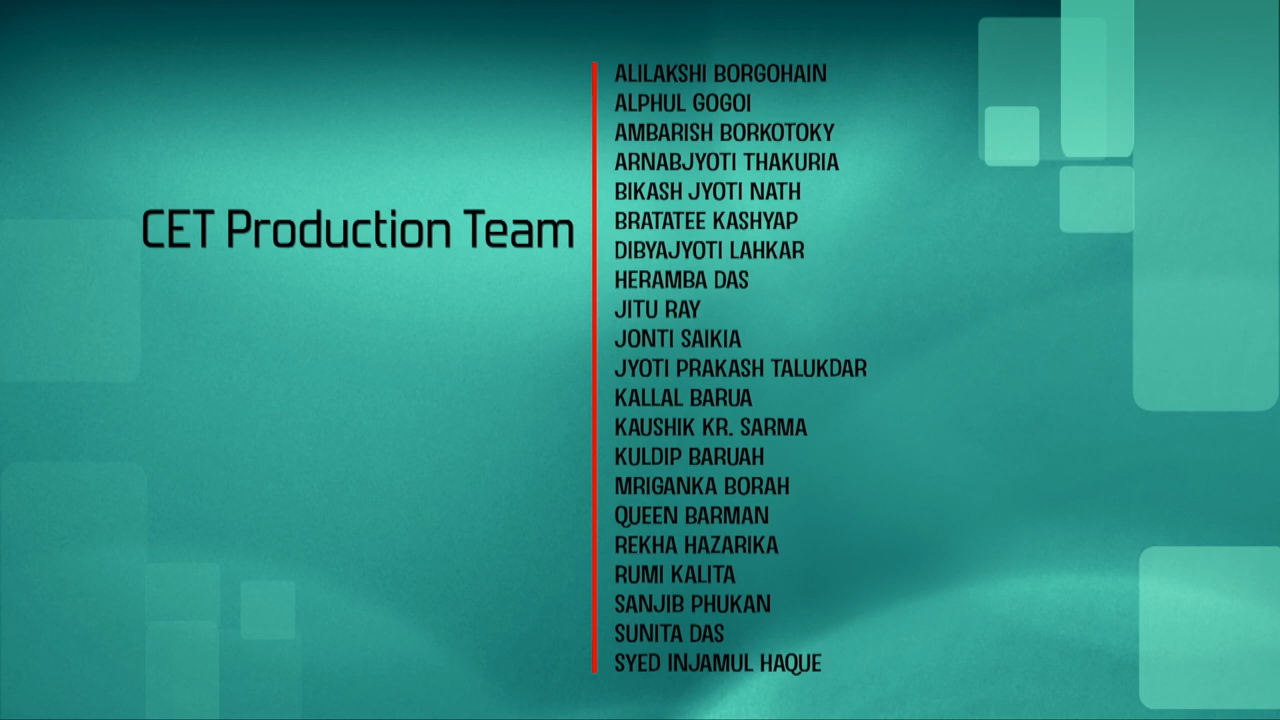 CET Production Team
ALILAKSHI BORGOHAIN
ALPHUL GOGOI
AMBARISH BORKOTOKY
ARNABJYOTI THAKURIA
BIKASH JYOTI NATH
BRATATEE KASHYAP
DIBYAJYOTI LAHKAR
HERAMBA DAS
JITU RAY
JONTI SAIKIA
JYOTI PRAKASH TALUKDAR
KALLAL BARUA
KAUSHIK KR. SARMA
KULDIP BARUAH
MRIGANKA BORAH
QUEEN BARMAN
REKHA HAZARIKA
RUMI KALITA
SANJIB PHUKAN
SUNITA DAS
SYED INJAMUL HAQUE